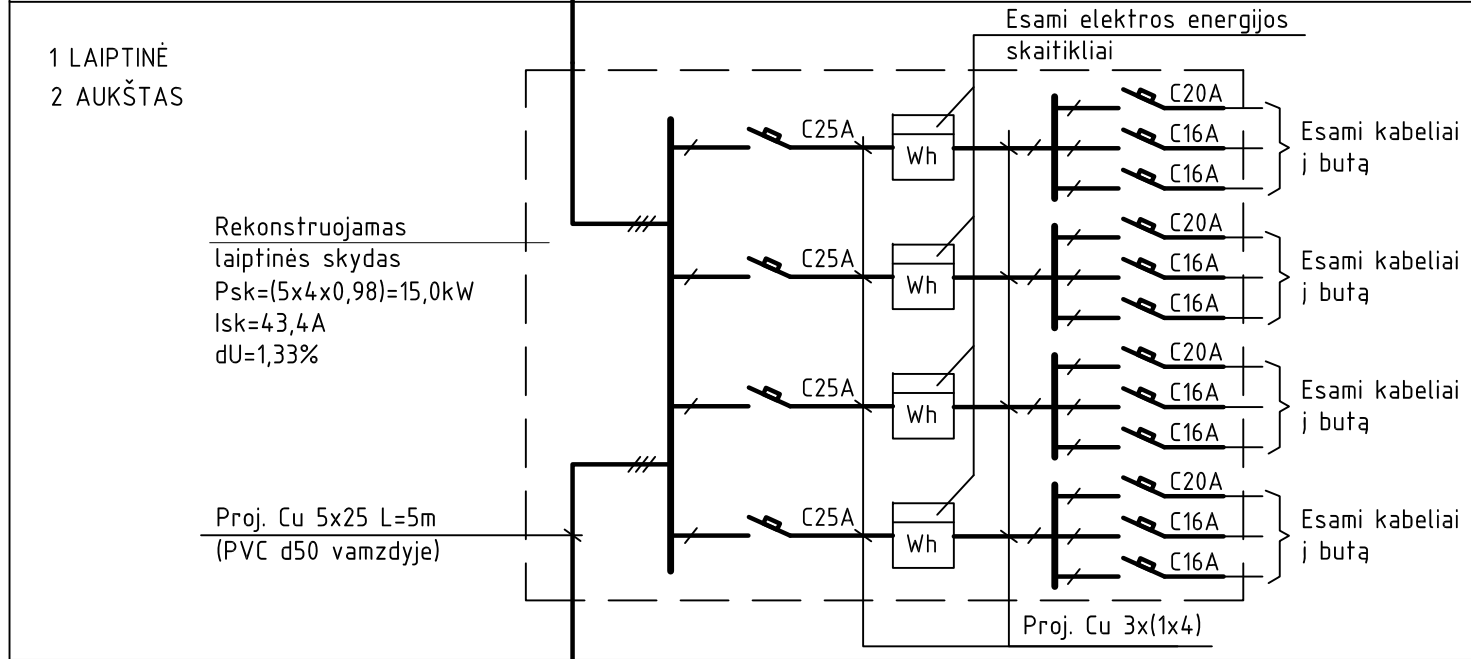 1 LAIPTINĖ
2 AUKŠTAS
Esami elektros energijos
skaitikliai
Rekonstruojamas
laiptinės skydas
Psk=(5x4x0,98)=15,0kW
Isk=43,4A
dU=1,33%
Proj. Cu 5x25 L=5m
(PVC d50 vamzdyje)
C25A
Wh
C20A
C16A
C16A
Esami kabeliai
į butą
C25A
Wh
C20A
C16A
C16A
Esami kabeliai
į butą
C25A
Wh
C20A
C16A
C16A
Esami kabeliai
į butą
C25A
Wh
C20A
C16A
C16A
Esami kabeliai
į butą
Proj. Cu 3x(1x4)